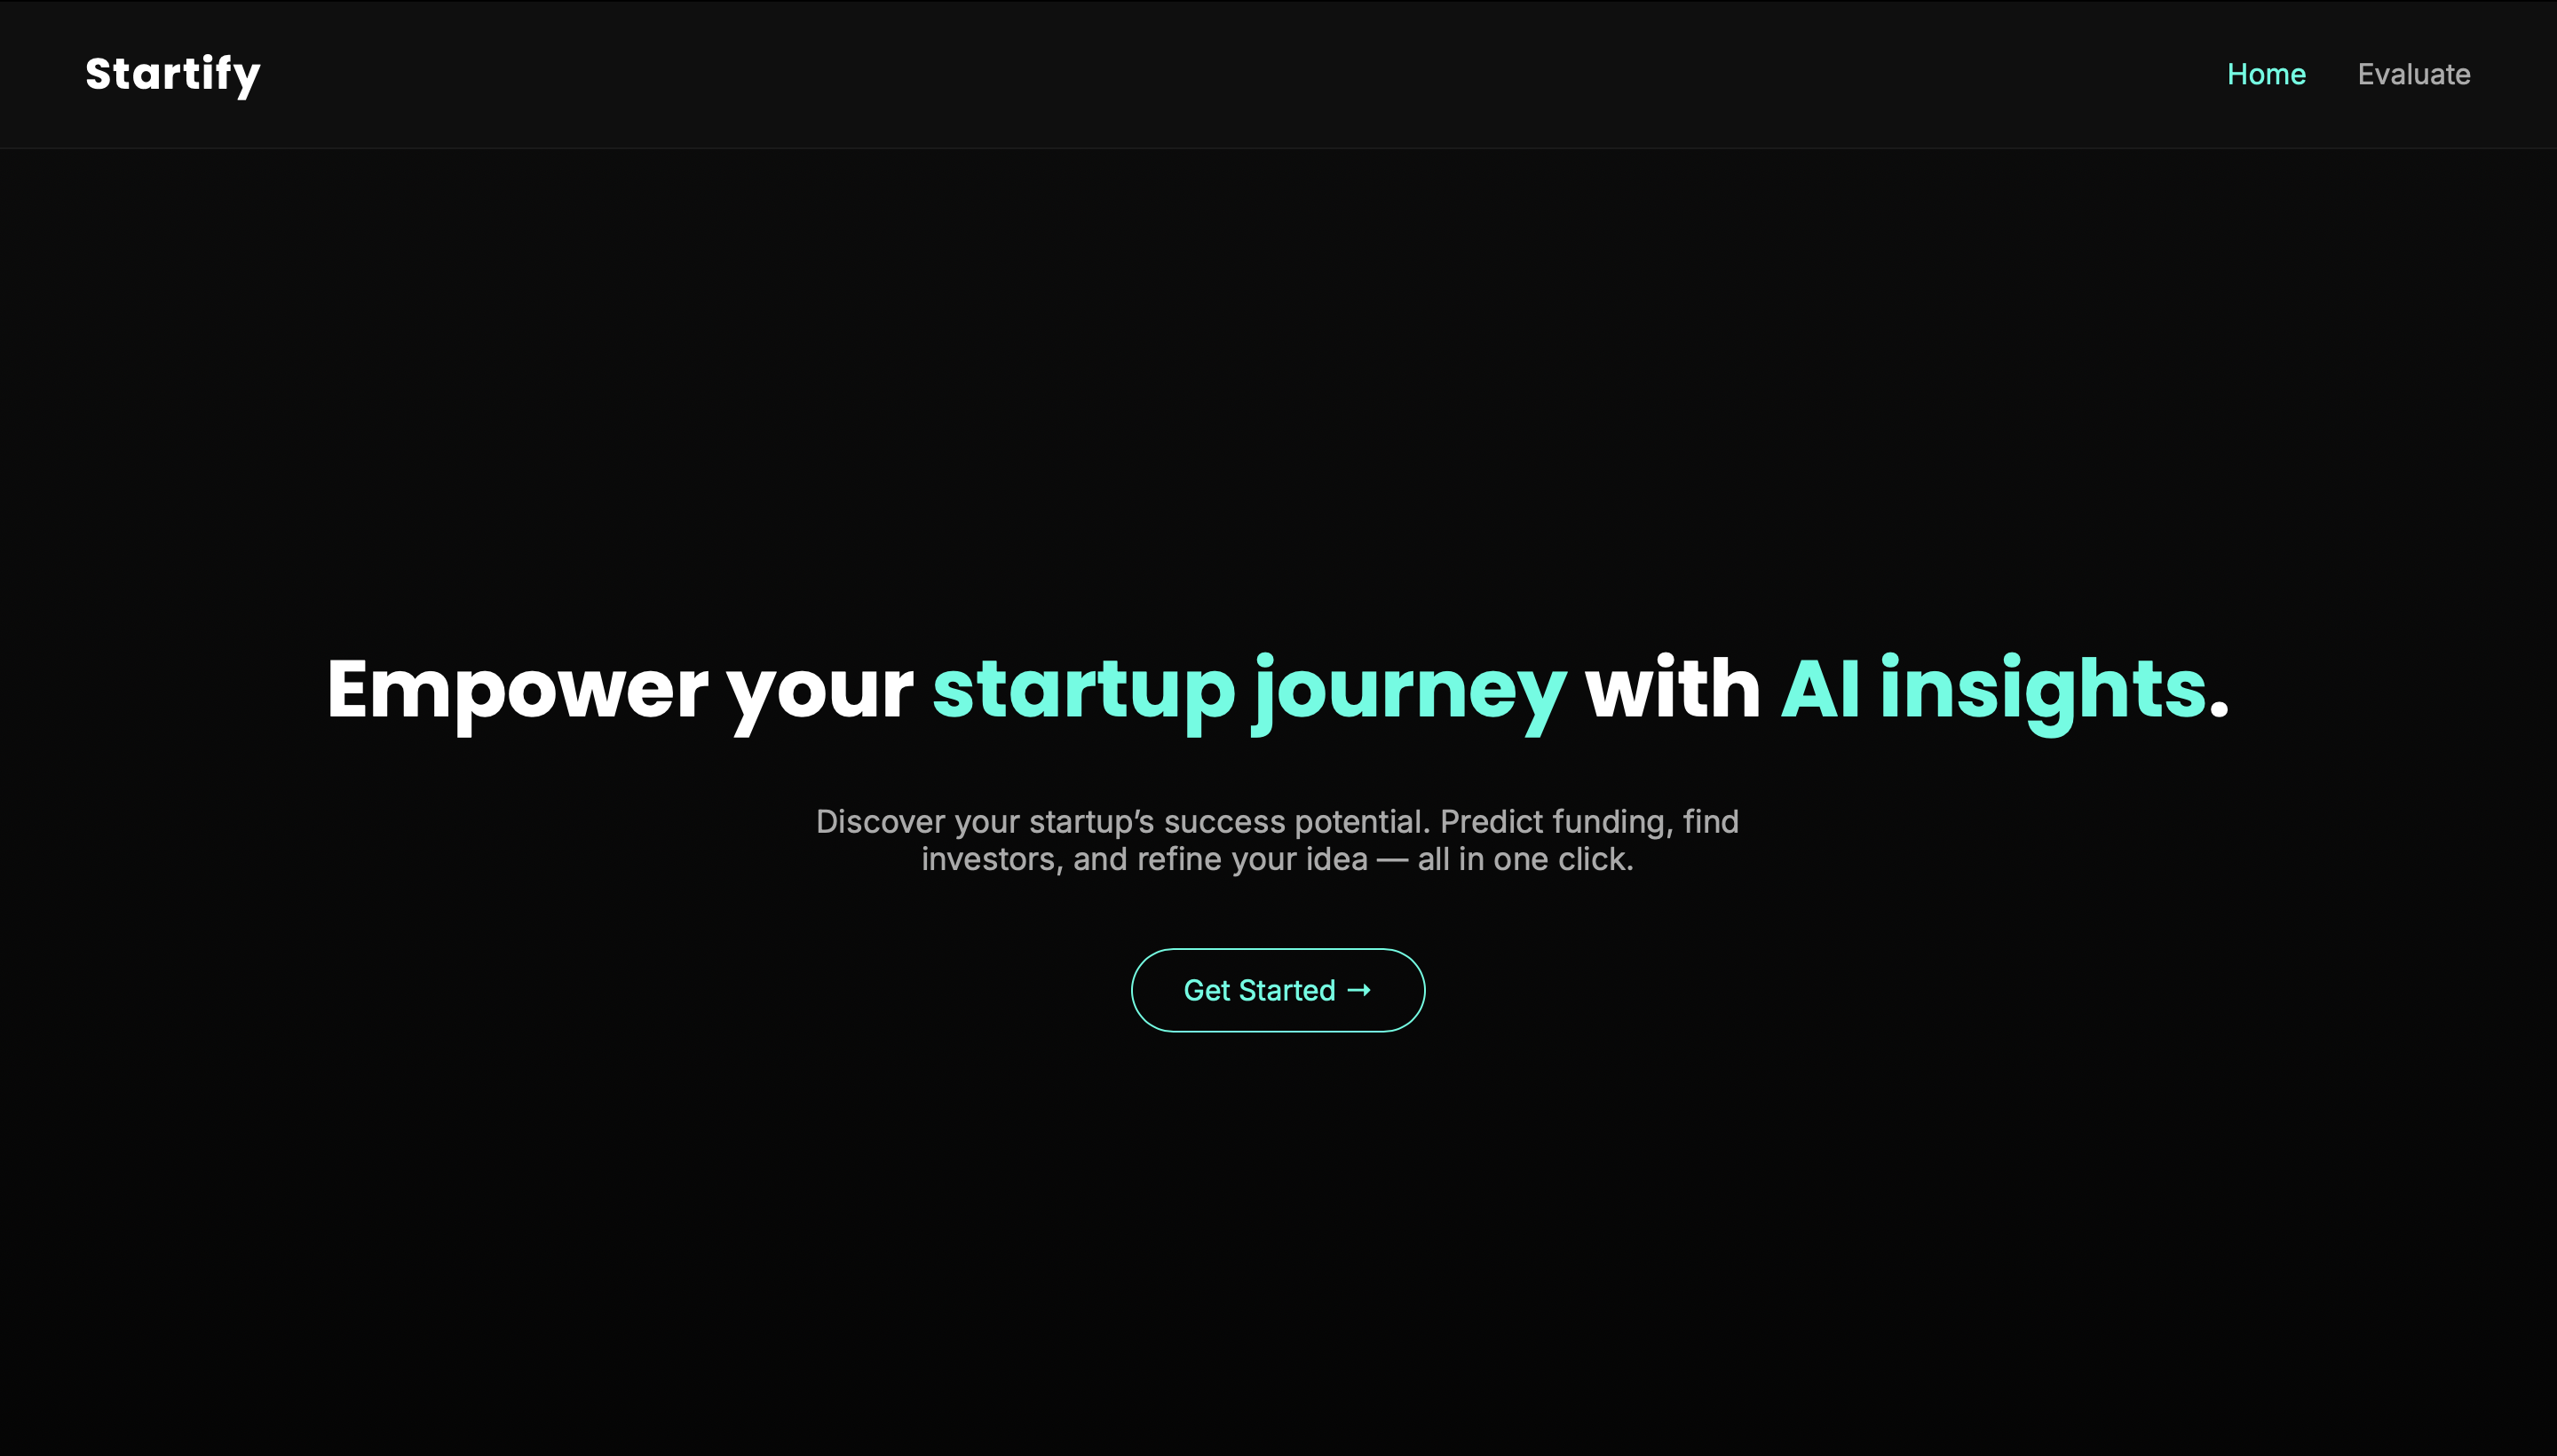 Startify
Home Evaluate
Empower your startup journey with AI insights.
Discover your startup’s success potential. Predict funding, find
investors, and refine your idea — all in one click.
Get Started →